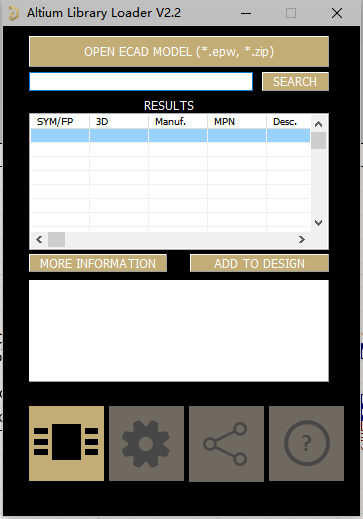 Altium Library Loader V2.2
OPEN ECAD MODEL (*.epw, *.zip)
SEARCH
RESULTS
SYM/FP 3D Manuf. MPN Desc.
MORE INFORMATION ADD TO DESIGN
?